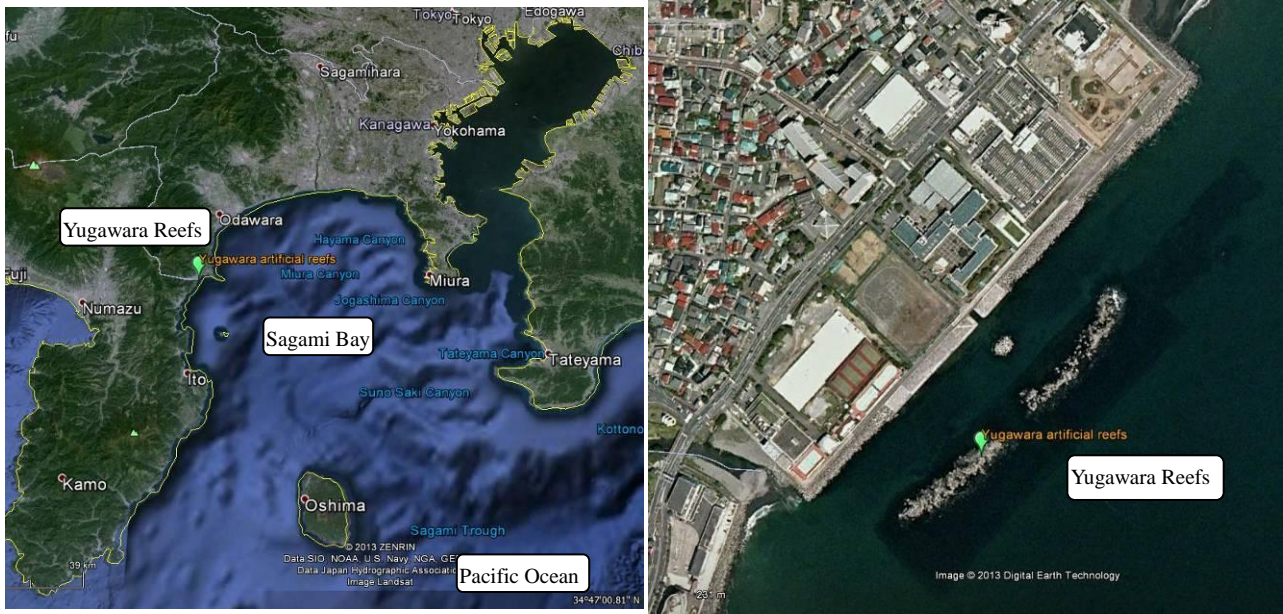 Tokyo
Tokyo
Edogawa
fu
Chib
Sagamihara
Kanagawa
Yokohama
Yugawara Reefs
Odawara
Hayama Canyon
Yugawara artificial reefs
Miura Canyon
Fuji
Miura
Numazu
Jogashima Canyon
Sagami Bay
Tateyama Canyon
Tateyama
Ito
Suno Saki Canyon
Kottono
Kamo
Oshima
Sagami Trough
© 2013 ZENRIN
Data SIO, NOAA, U.S. Navy, NGA, GE
Data Japan Hydrographic Associatio
Image Landsat
Pacific Ocean
39 km
34°47'00.81" N
Yugawara artificial reefs
Yugawara Reefs
Image © 2013 Digital Earth Technology
231 m